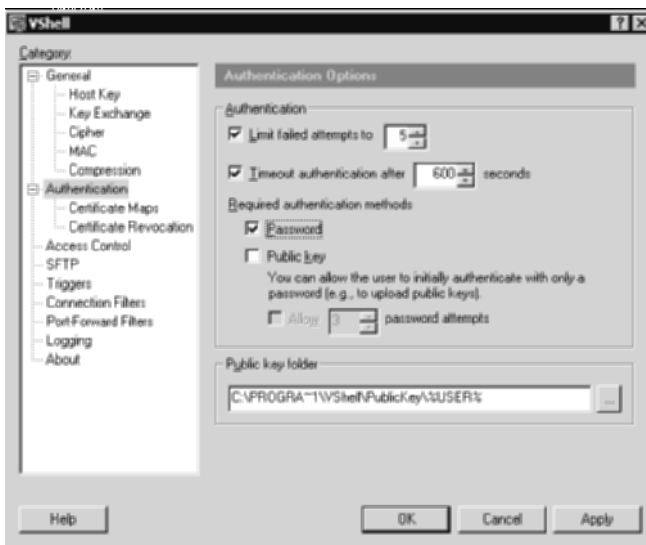 VShell
Category:
General
Host Key
Key Exchange
Cipher
MAC
Compression
Authentication
Certificate Maps
Certificate Revocation
Access Control
SFTP
Triggers
Connection Filters
Port-Forward Filters
Logging
About
Authentication Options
Authentication
Limit failed attempts to 5
Timeout authentication after 600 seconds
Required authentication methods
Password
Public key
You can allow the user to initially authenticate with only a
password (e.g., to upload public keys).
Allow 3 password attempts
Public key folder
C:\PROGRA~1\VShell\PublicKey\%USER%
...
Help
OK
Cancel
Apply